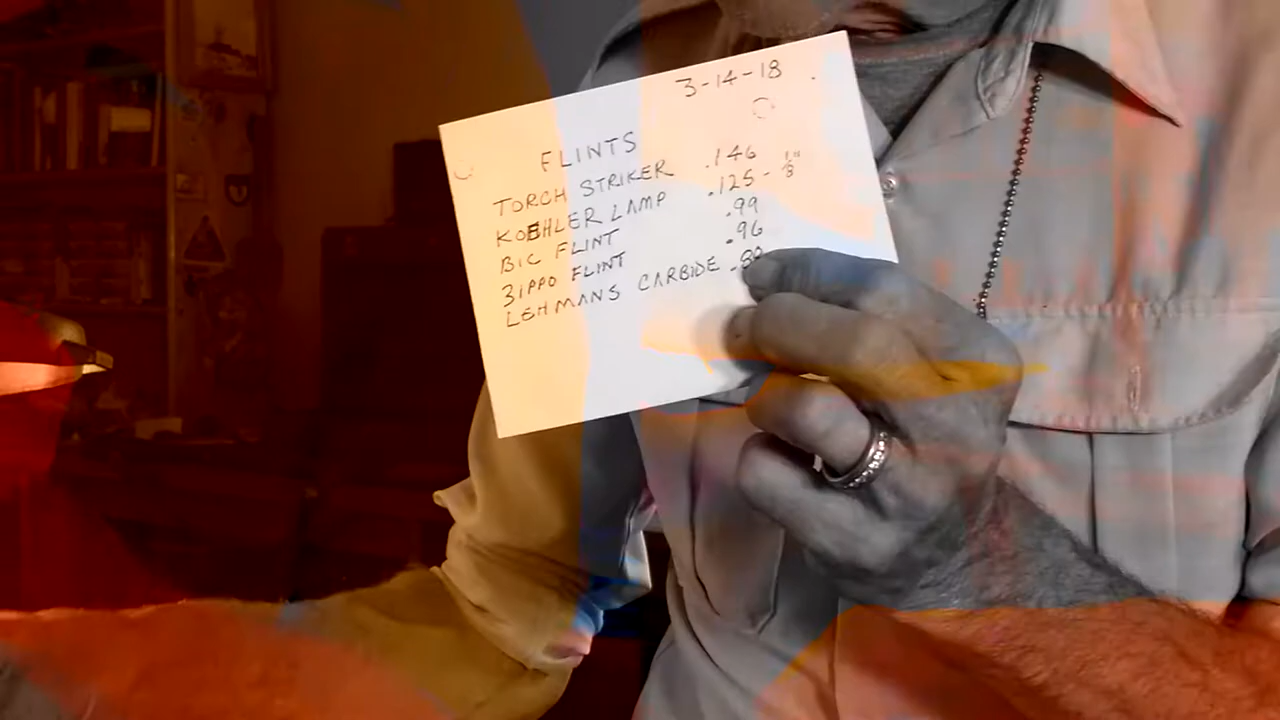 3-14-18
FLINTS
TORCH STRIKER .146
KOEHLER LAMP .125 - 1/8"
BIC FLINT .99
3IPPO FLINT .96
LEHMANS CARBIDE